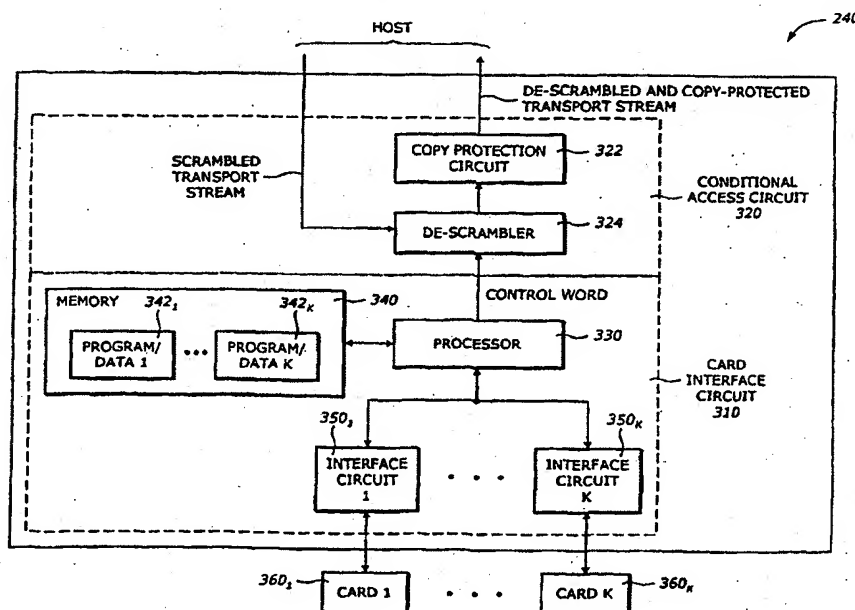 HOST
240
DE-SCRAMBLED AND COPY-PROTECTED
TRANSPORT STREAM
COPY PROTECTION
CIRCUIT
322
SCRAMBLED
TRANSPORT
STREAM
CONDITIONAL
ACCESS CIRCUIT
320
DE-SCRAMBLER
324
MEMORY
340
CONTROL WORD
342₁
342ₖ
PROGRAM/
DATA 1
•••
PROGRAM/
DATA K
PROCESSOR
330
CARD
INTERFACE
CIRCUIT
310
350₁
350ₖ
INTERFACE
CIRCUIT
1
• • •
INTERFACE
CIRCUIT
K
360₁
CARD 1
• • •
CARD K
360ₖ